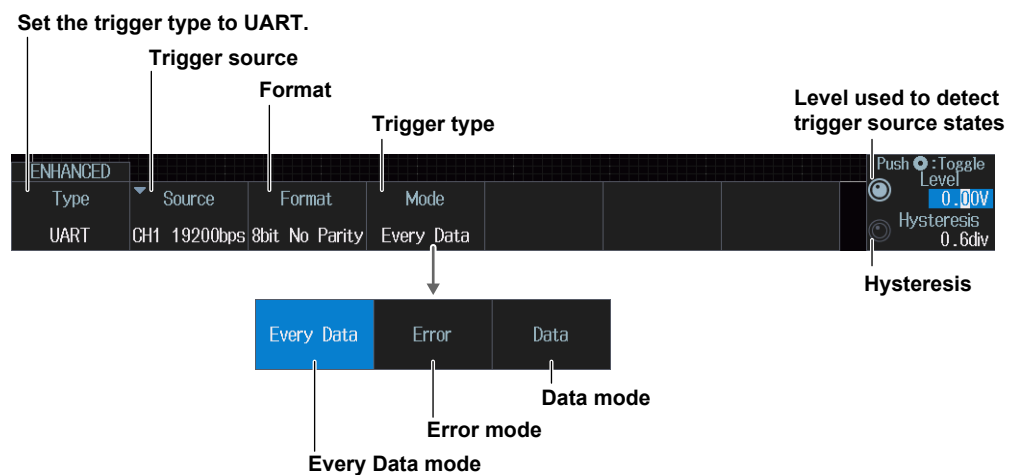 Set the trigger type to UART.
Trigger source
Format
Trigger type
Level used to detect
trigger source states
ENHANCED
Type Source Format Mode
UART CH1 19200bps 8bit No Parity Every Data
Push :Toggle
Level
0.00V
Hysteresis
0.6div
Hysteresis
Every Data Error Data
Data mode
Error mode
Every Data mode